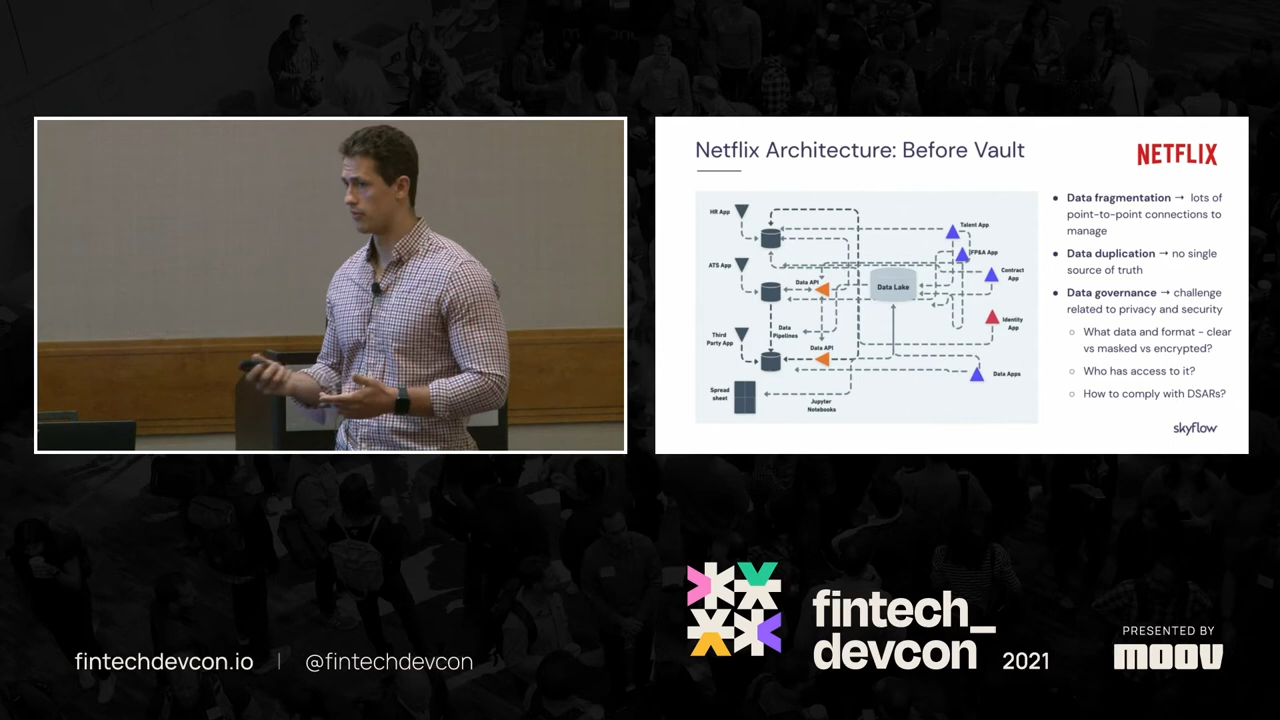 Netflix Architecture: Before Vault
NETFLIX
HR App
ATS App
Third
Party App
Spread
sheet
Data API
Data
Pipelines
Data API
Jupyter
Notebooks
Data Lake
Talent App
FP&A App
Contract
App
Identity
App
Data Apps
• Data fragmentation → lots of
point-to-point connections to
manage
• Data duplication → no single
source of truth
• Data governance → challenge
related to privacy and security
○ What data and format - clear
vs masked vs encrypted?
○ Who has access to it?
○ How to comply with DSARs?
skyflow
fintechdevcon.io | @fintechdevcon
fintech_
devcon 2021
PRESENTED BY
moov